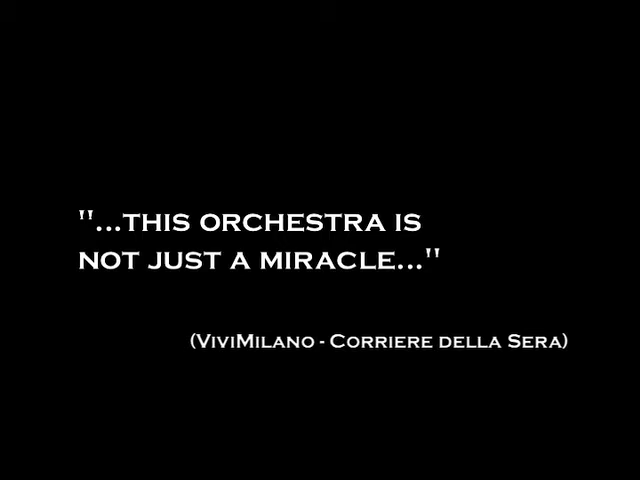 "...THIS ORCHESTRA IS
NOT JUST A MIRACLE..."
(ViviMilano - Corriere della Sera)